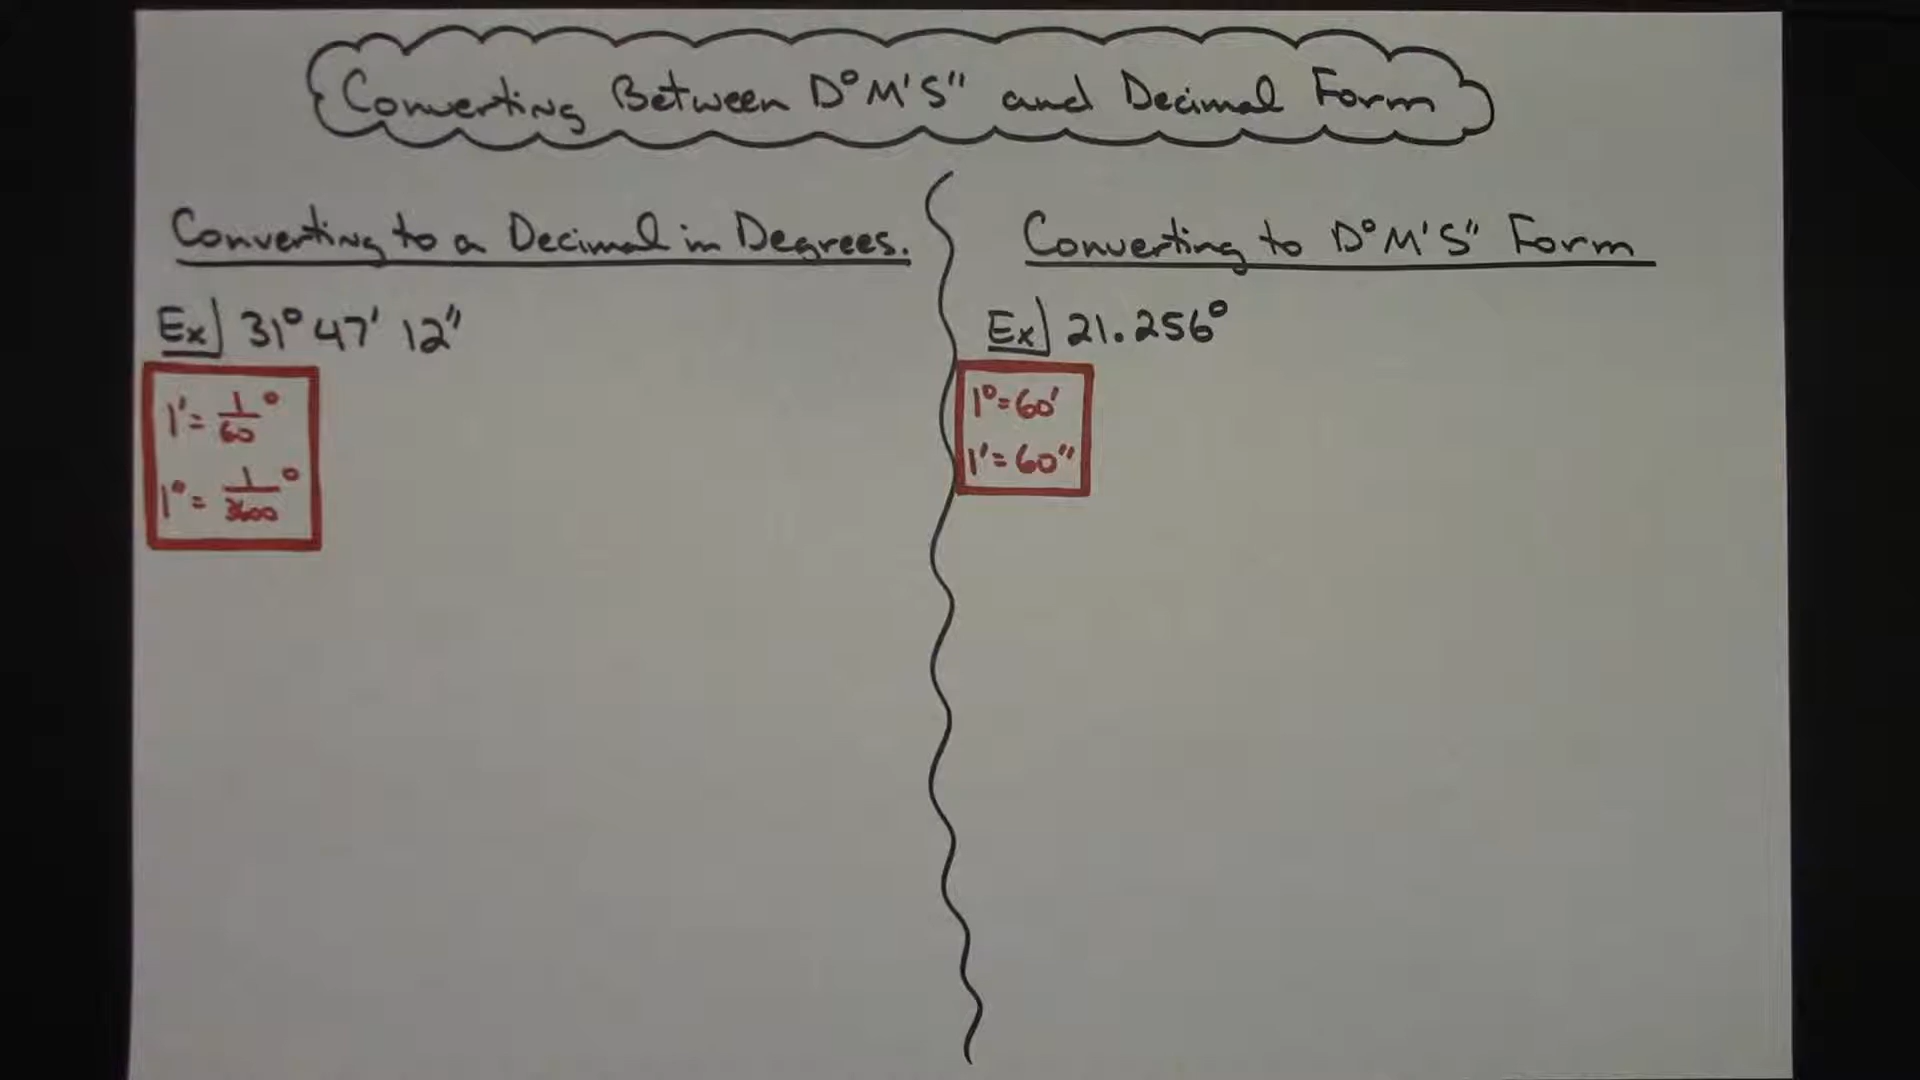 Converting Between D°M'S" and Decimal Form
Converting to a Decimal in Degrees.
Ex] 31° 47' 12"
1' = 1/60 °
1° = 1/3600 °
Converting to D°M'S" Form
Ex] 21.256°
1° = 60'
1' = 60"